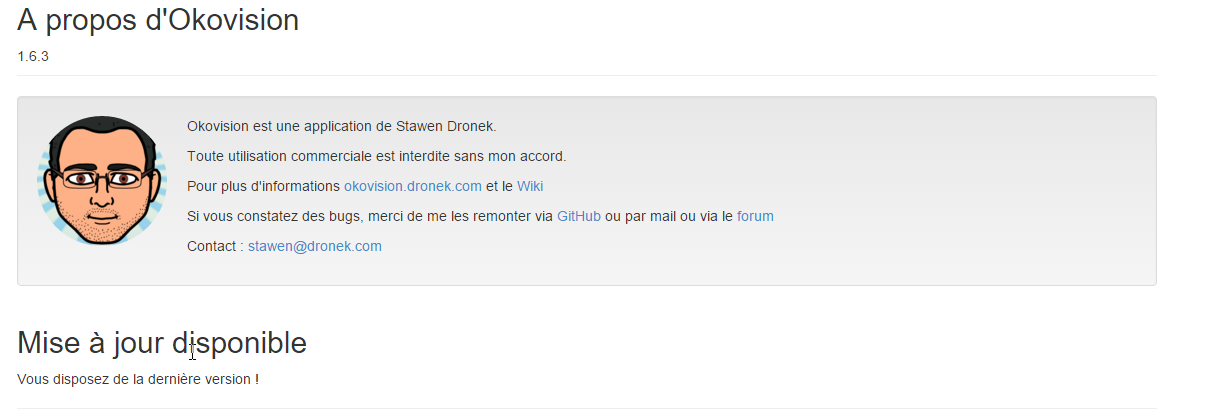 A propos d'Okovision
1.6.3
Okovision est une application de Stawen Dronek.
Toute utilisation commerciale est interdite sans mon accord.
Pour plus d'informations okovision.dronek.com et le Wiki
Si vous constatez des bugs, merci de me les remonter via GitHub ou par mail ou via le forum
Contact : stawen@dronek.com
Mise à jour disponible
Vous disposez de la dernière version !